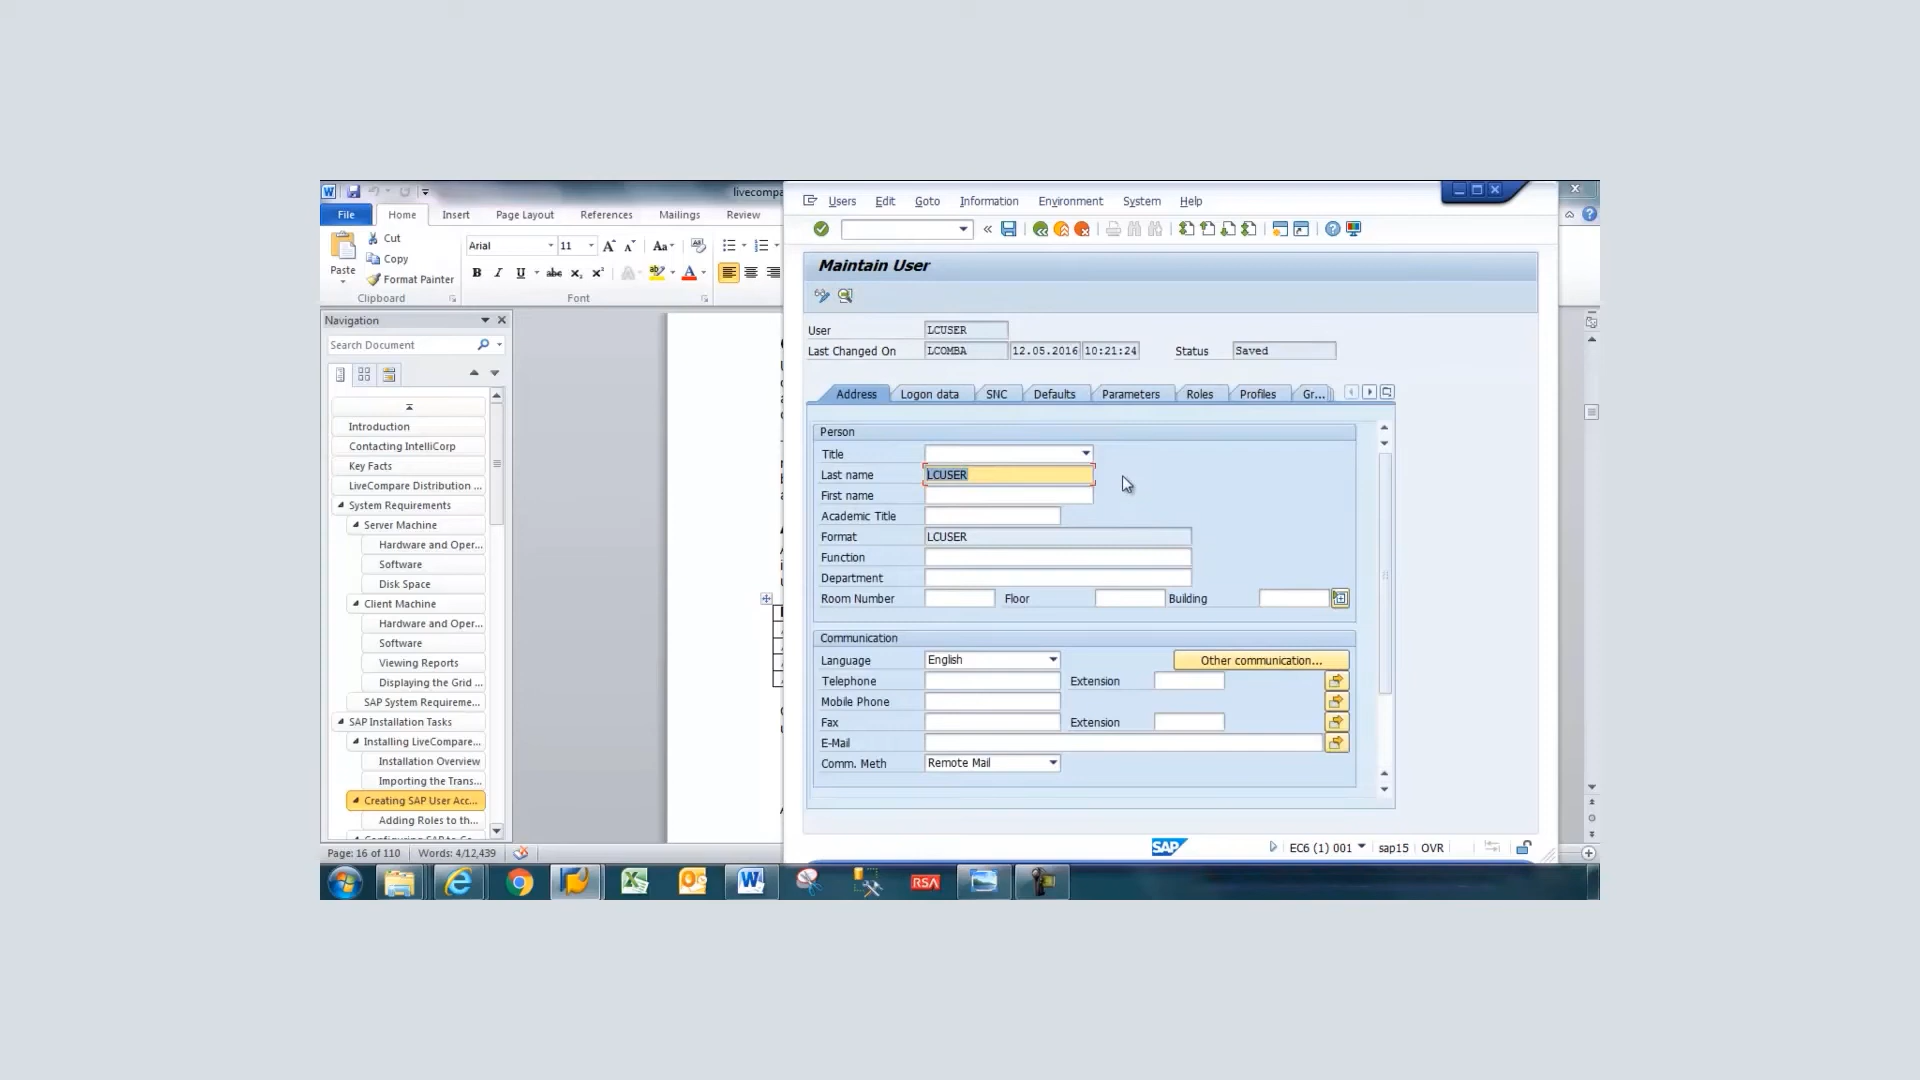 livecompa
File
Home
Insert
Page Layout
References
Mailings
Review
Cut
Copy
Format Painter
Paste
Clipboard
Arial
11
Font
Navigation
Search Document
Introduction
Contacting IntelliCorp
Key Facts
LiveCompare Distribution ...
System Requirements
Server Machine
Hardware and Oper...
Software
Disk Space
Client Machine
Hardware and Oper...
Software
Viewing Reports
Displaying the Grid ...
SAP System Requireme...
SAP Installation Tasks
Installing LiveCompare...
Installation Overview
Importing the Trans...
Creating SAP User Acc...
Adding Roles to th...
Page: 16 of 110
Words: 4/12,439
Users Edit Goto Information Environment System Help
Maintain User
User LCUSER
Last Changed On LCOMBA 12.05.2016 10:21:24 Status Saved
Address Logon data SNC Defaults Parameters Roles Profiles Gr...
Person
Title
Last name LCUSER
First name
Academic Title
Format LCUSER
Function
Department
Room Number Floor Building
Communication
Language English Other communication...
Telephone Extension
Mobile Phone
Fax Extension
E-Mail
Comm. Meth Remote Mail
SAP EC6 (1) 001 sap15 OVR
RSA